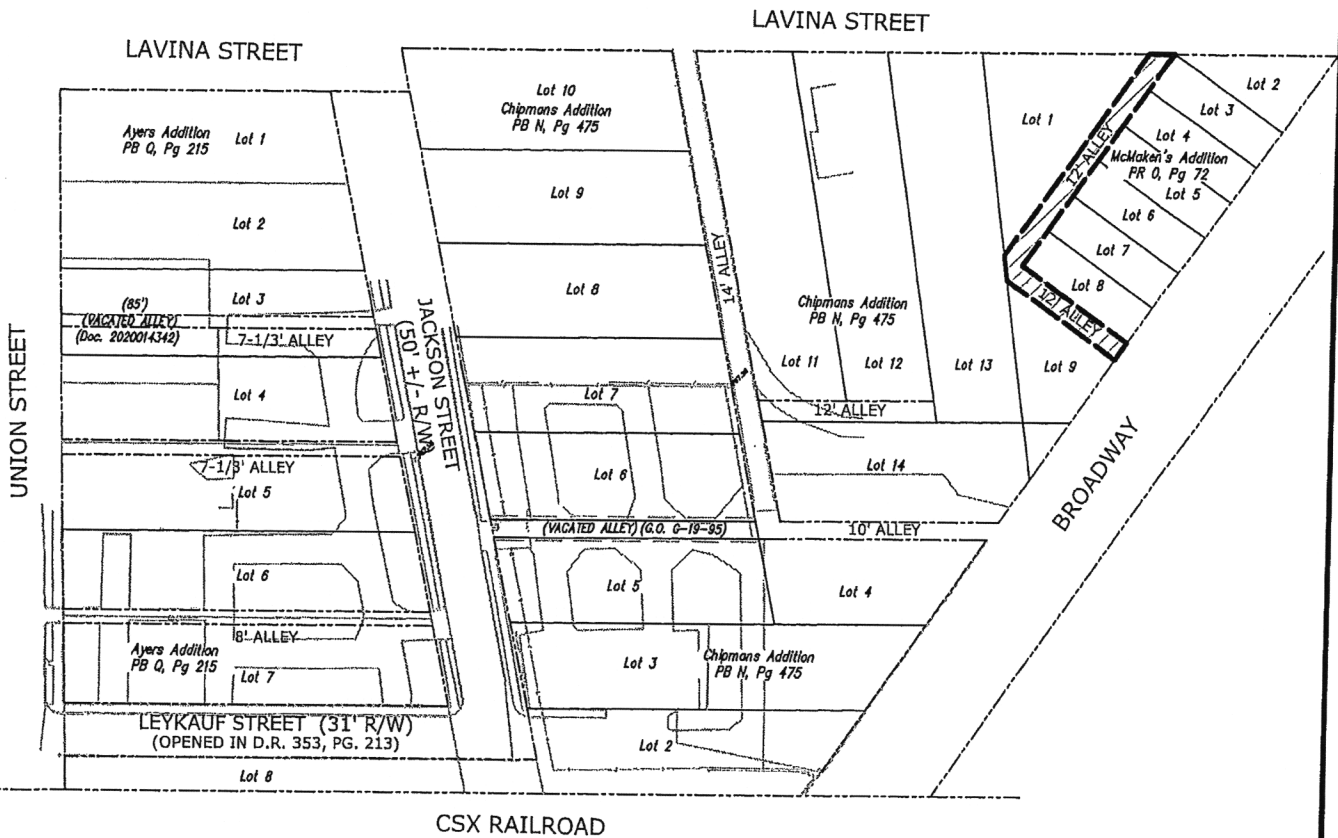 LAVINA STREET
LAVINA STREET
Lot 10
Chipmans Addition
PB N, Pg 475
Ayers Addition
PB Q, Pg 215
Lot 1
Lot 2
Lot 3
(85')
(VACATED ALLEY)
(Doc. 2020014342)
7-1/3' ALLEY
Lot 4
7-1/3' ALLEY
Lot 5
Lot 6
8' ALLEY
Ayers Addition
PB Q, Pg 215
Lot 7
LEYKAUF STREET (31' R/W)
(OPENED IN D.R. 353, PG. 213)
Lot 8
UNION STREET
JACKSON STREET
(50' +/- R/W)
Lot 9
Lot 8
Lot 7
Lot 6
(VACATED ALLEY) (G.O. G-19-95)
Lot 5
Lot 3
Chipmans Addition
PB N, Pg 475
Lot 2
Lot 4
14' ALLEY
Chipmans Addition
PB N, Pg 475
Lot 11
Lot 12
Lot 13
12' ALLEY
Lot 14
10' ALLEY
Lot 1
12' ALLEY
Lot 2
Lot 3
Lot 4
McMaken's Addition
PR O, Pg 72
Lot 5
Lot 6
Lot 7
Lot 8
12' ALLEY
Lot 9
BROADWAY
CSX RAILROAD